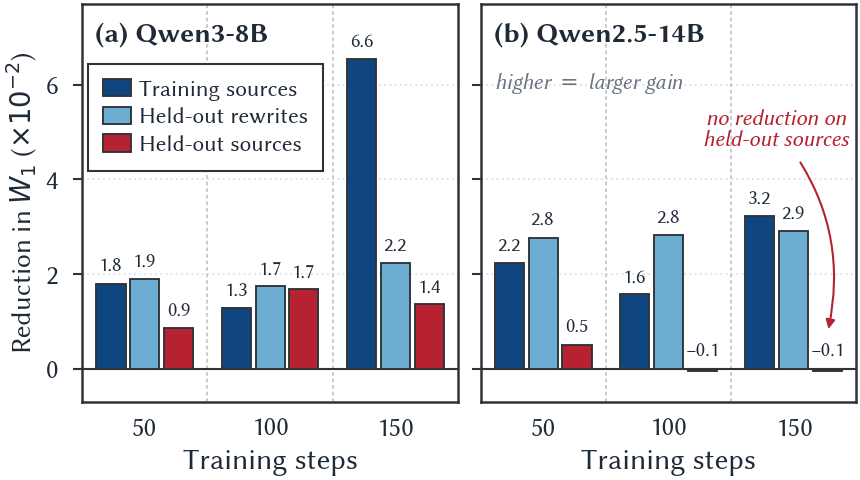 (a) Qwen3-8B
Training sources
Held-out rewrites
Held-out sources
Reduction in W₁ (×10⁻²)
6
4
2
0
1.8
1.9
0.9
1.3
1.7
1.7
6.6
2.2
1.4
50
100
150
Training steps
(b) Qwen2.5-14B
higher = larger gain
no reduction on
held-out sources
2.2
2.8
0.5
1.6
2.8
–0.1
3.2
2.9
–0.1
50
100
150
Training steps